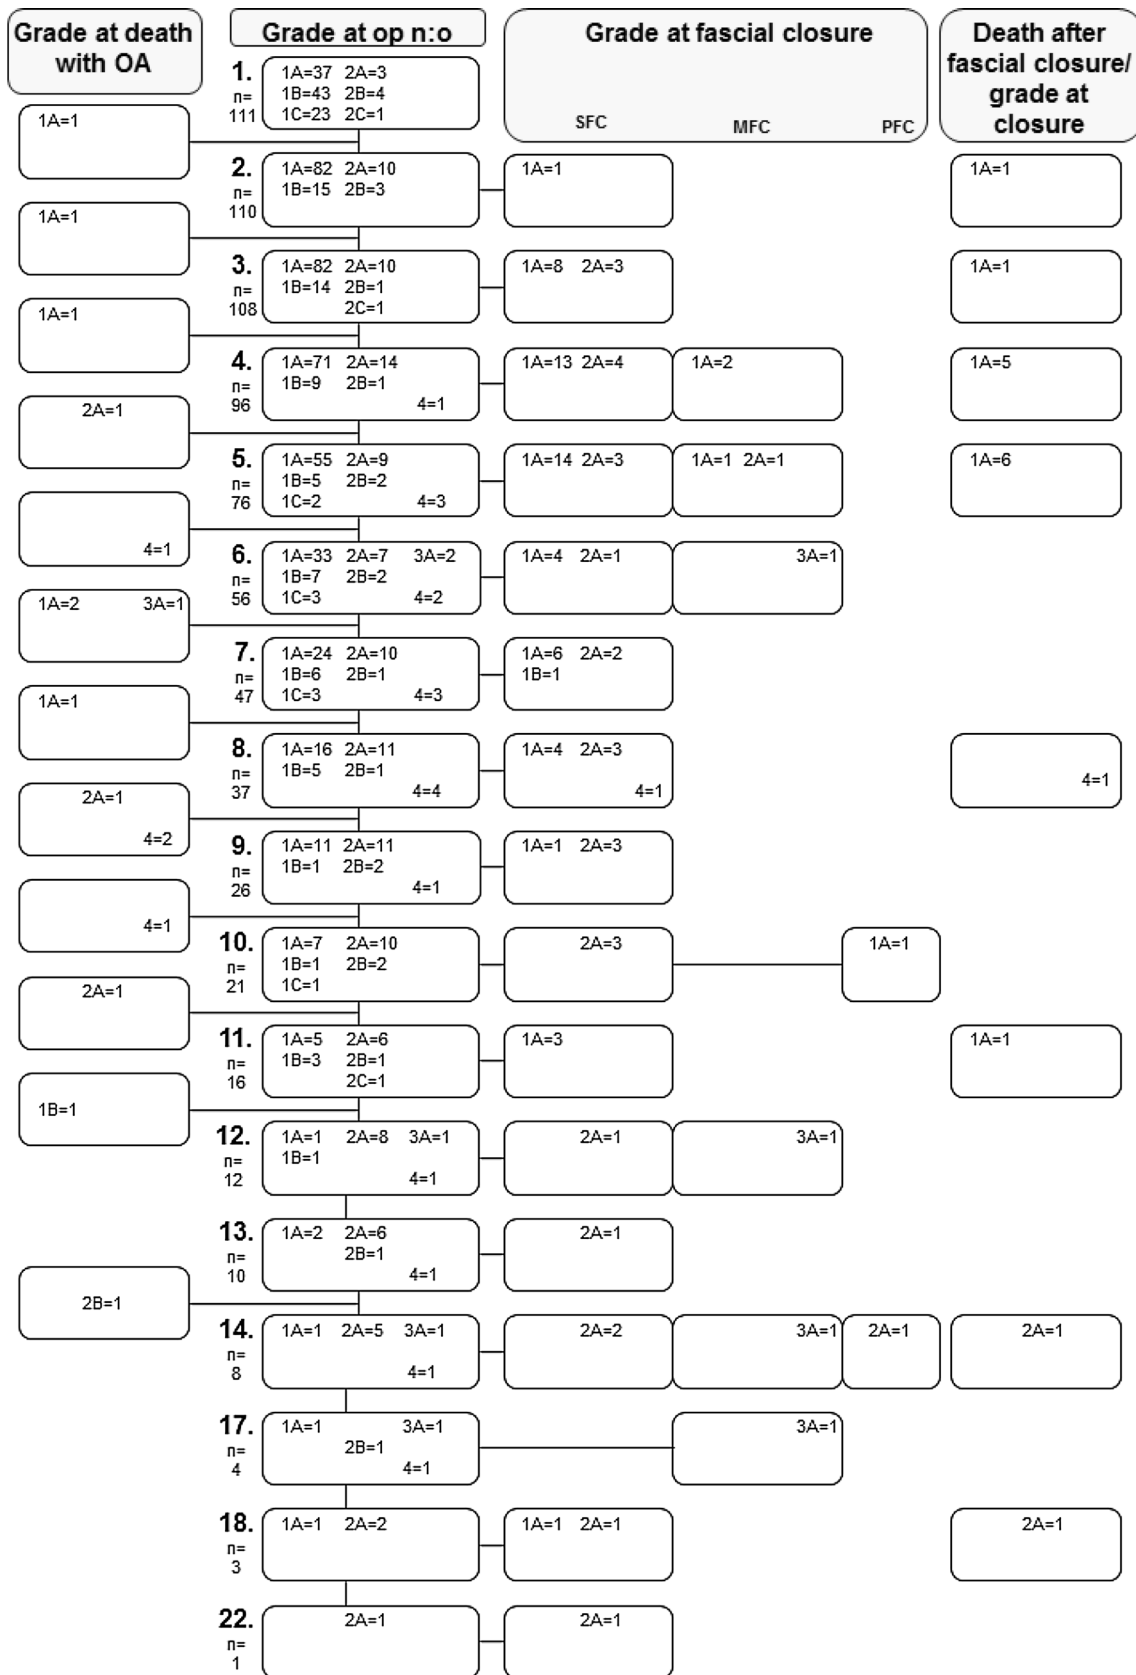 Grade at death
with OA
Grade at op n:o
Grade at fascial closure
SFC MFC PFC
Death after
fascial closure/
grade at
closure
1.
n=
111
1A=37 2A=3
1B=43 2B=4
1C=23 2C=1
1A=1
2.
n=
110
1A=82 2A=10
1B=15 2B=3
1A=1
1A=1
1A=1
3.
n=
108
1A=82 2A=10
1B=14 2B=1
2C=1
1A=8 2A=3
1A=1
1A=1
4.
n=
96
1A=71 2A=14
1B=9 2B=1
4=1
1A=13 2A=4
1A=2
1A=5
2A=1
5.
n=
76
1A=55 2A=9
1B=5 2B=2
1C=2 4=3
1A=14 2A=3
1A=1 2A=1
1A=6
4=1
6.
n=
56
1A=33 2A=7 3A=2
1B=7 2B=2
1C=3 4=2
1A=4 2A=1
3A=1
1A=2 3A=1
7.
n=
47
1A=24 2A=10
1B=6 2B=1
1C=3 4=3
1A=6 2A=2
1B=1
1A=1
8.
n=
37
1A=16 2A=11
1B=5 2B=1
4=4
1A=4 2A=3
4=1
4=1
2A=1
4=2
9.
n=
26
1A=11 2A=11
1B=1 2B=2
4=1
1A=1 2A=3
4=1
10.
n=
21
1A=7 2A=10
1B=1 2B=2
1C=1
2A=3
1A=1
2A=1
11.
n=
16
1A=5 2A=6
1B=3 2B=1
2C=1
1A=3
1A=1
1B=1
12.
n=
12
1A=1 2A=8 3A=1
1B=1
4=1
2A=1
3A=1
13.
n=
10
1A=2 2A=6
2B=1
4=1
2A=1
2B=1
14.
n=
8
1A=1 2A=5 3A=1
4=1
2A=2
3A=1
2A=1
2A=1
17.
n=
4
1A=1 3A=1
2B=1
4=1
3A=1
18.
n=
3
1A=1 2A=2
1A=1 2A=1
2A=1
22.
n=
1
2A=1
2A=1